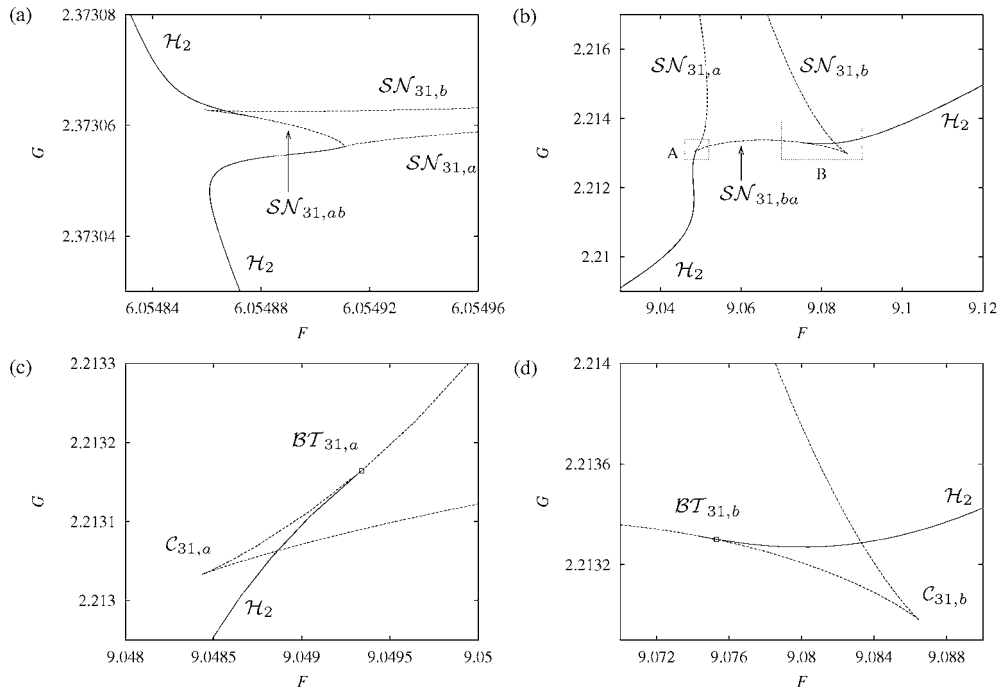 (a)
2.37308
2.37306
2.37304
G
6.05484
6.05488
6.05492
6.05496
F
H₂
SN₃₁,b
SN₃₁,a
SN₃₁,ab
H₂
(b)
2.216
2.214
2.212
2.21
G
9.04
9.06
9.08
9.1
9.12
F
SN₃₁,a
SN₃₁,b
H₂
A
B
SN₃₁,ba
H₂
(c)
2.2133
2.2132
2.2131
2.213
G
9.048
9.0485
9.049
9.0495
9.05
F
BT₃₁,a
C₃₁,a
H₂
(d)
2.214
2.2136
2.2132
G
9.072
9.076
9.08
9.084
9.088
F
BT₃₁,b
H₂
C₃₁,b